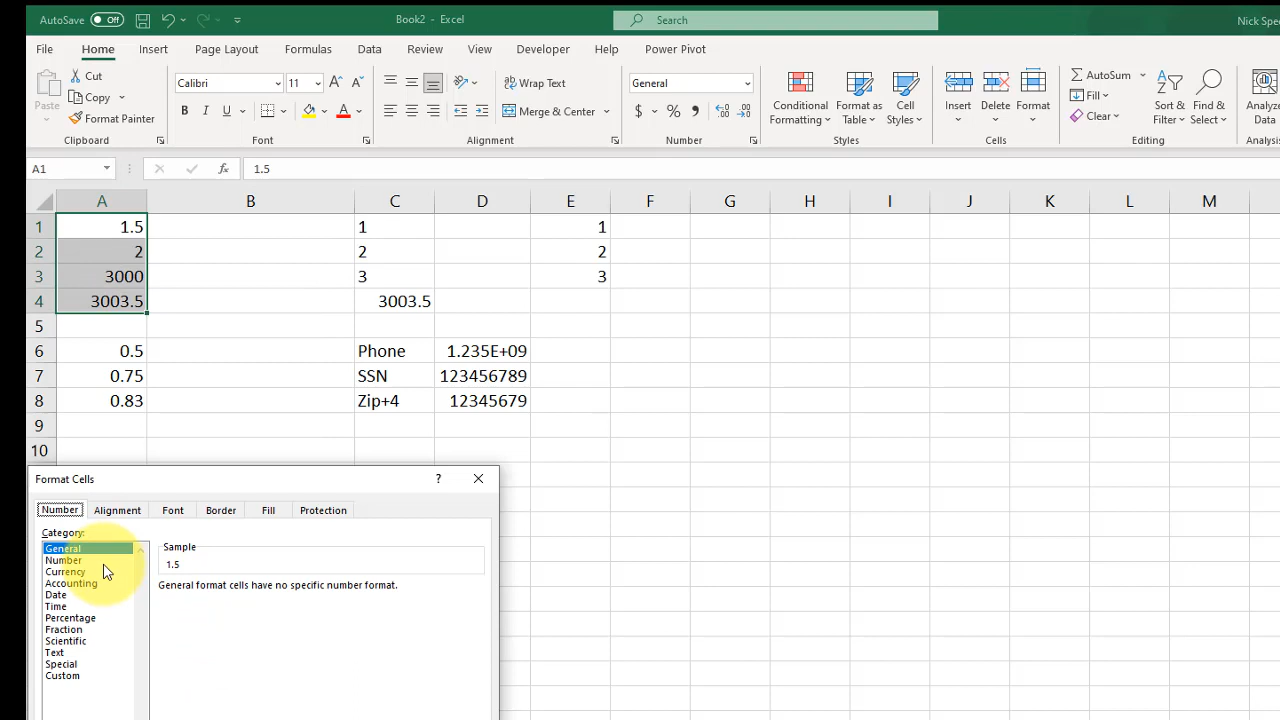 AutoSave Off Book2 - Excel Search Nick Spe
File Home Insert Page Layout Formulas Data Review View Developer Help Power Pivot
Paste Cut Copy Format Painter
Calibri 11 A A B I U A
ab Wrap Text Merge & Center
General $ % ,
Conditional Formatting Format as Table Cell Styles
Insert Delete Format
AutoSum Fill Clear
Sort & Filter Find & Select
Analyz Data
Clipboard Font Alignment Number Styles Cells Editing Analysis
A1 fx 1.5
A B C D E F G H I J K L M
1 1.5 1 1
2 2 2 2
3 3000 3 3
4 3003.5 3003.5
5
6 0.5 Phone 1.235E+09
7 0.75 SSN 123456789
8 0.83 Zip+4 12345679
9
10
Format Cells ?
Number Alignment Font Border Fill Protection
Category:
General
Number
Currency
Accounting
Date
Time
Percentage
Fraction
Scientific
Text
Special
Custom
Sample
1.5
General format cells have no specific number format.